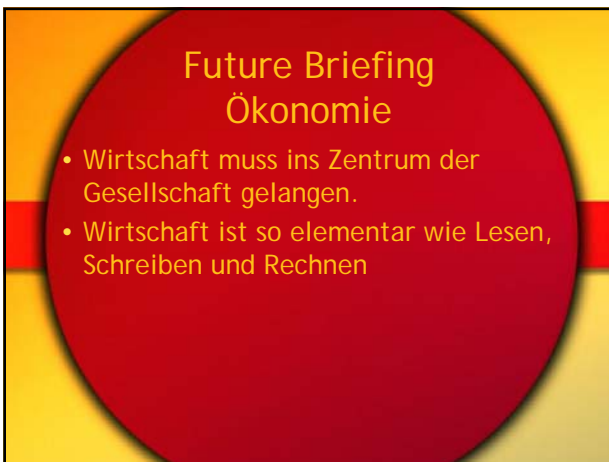 Future Briefing
Ökonomie
• Wirtschaft muss ins Zentrum der
Gesellschaft gelangen.
• Wirtschaft ist so elementar wie Lesen,
Schreiben und Rechnen